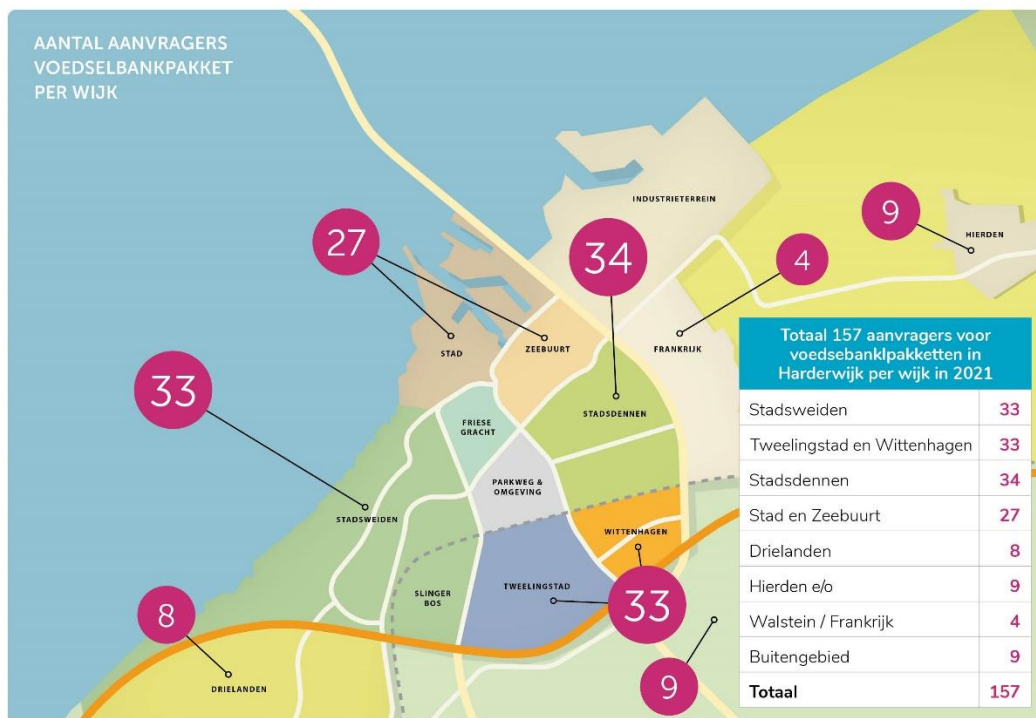 AANTAL AANVRAGERS
VOEDSELBANKPAKKET
PER WIJK
INDUSTRIETERREIN
9
HIERDEN
27
34
4
STAD
ZEEBUURT
FRANKRIJK
33
STADSDENNEN
FRIESE
GRACHT
PARKWEG &
OMGEVING
STADSWEIDEN
WITTENHAGEN
SLINGER
BOS
TWEELINGSTAD
33
8
DRIELANDEN
9
Totaal 157 aanvragers voor
voedsebanklpakketten in
Harderwijk per wijk in 2021
Stadsweiden 33
Tweelingstad en Wittenhagen 33
Stadsdennen 34
Stad en Zeebuurt 27
Drielanden 8
Hierden e/o 9
Walstein / Frankrijk 4
Buitengebied 9
Totaal 157